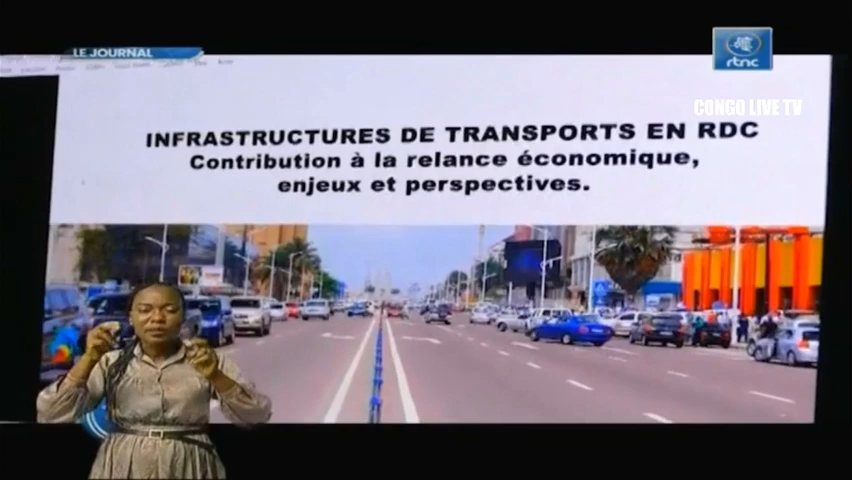 LE JOURNAL
rtnc
CONGO LIVE TV
INFRASTRUCTURES DE TRANSPORTS EN RDC
Contribution à la relance économique,
enjeux et perspectives.